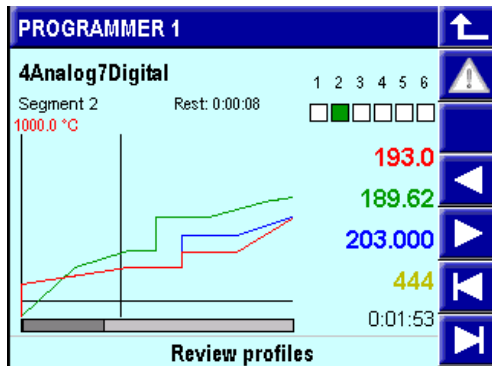 PROGRAMMER 1
4Analog7Digital
1 2 3 4 5 6
Segment 2 Rest: 0:00:08
1000.0 °C
193.0
189.62
203.000
444
0:01:53
Review profiles